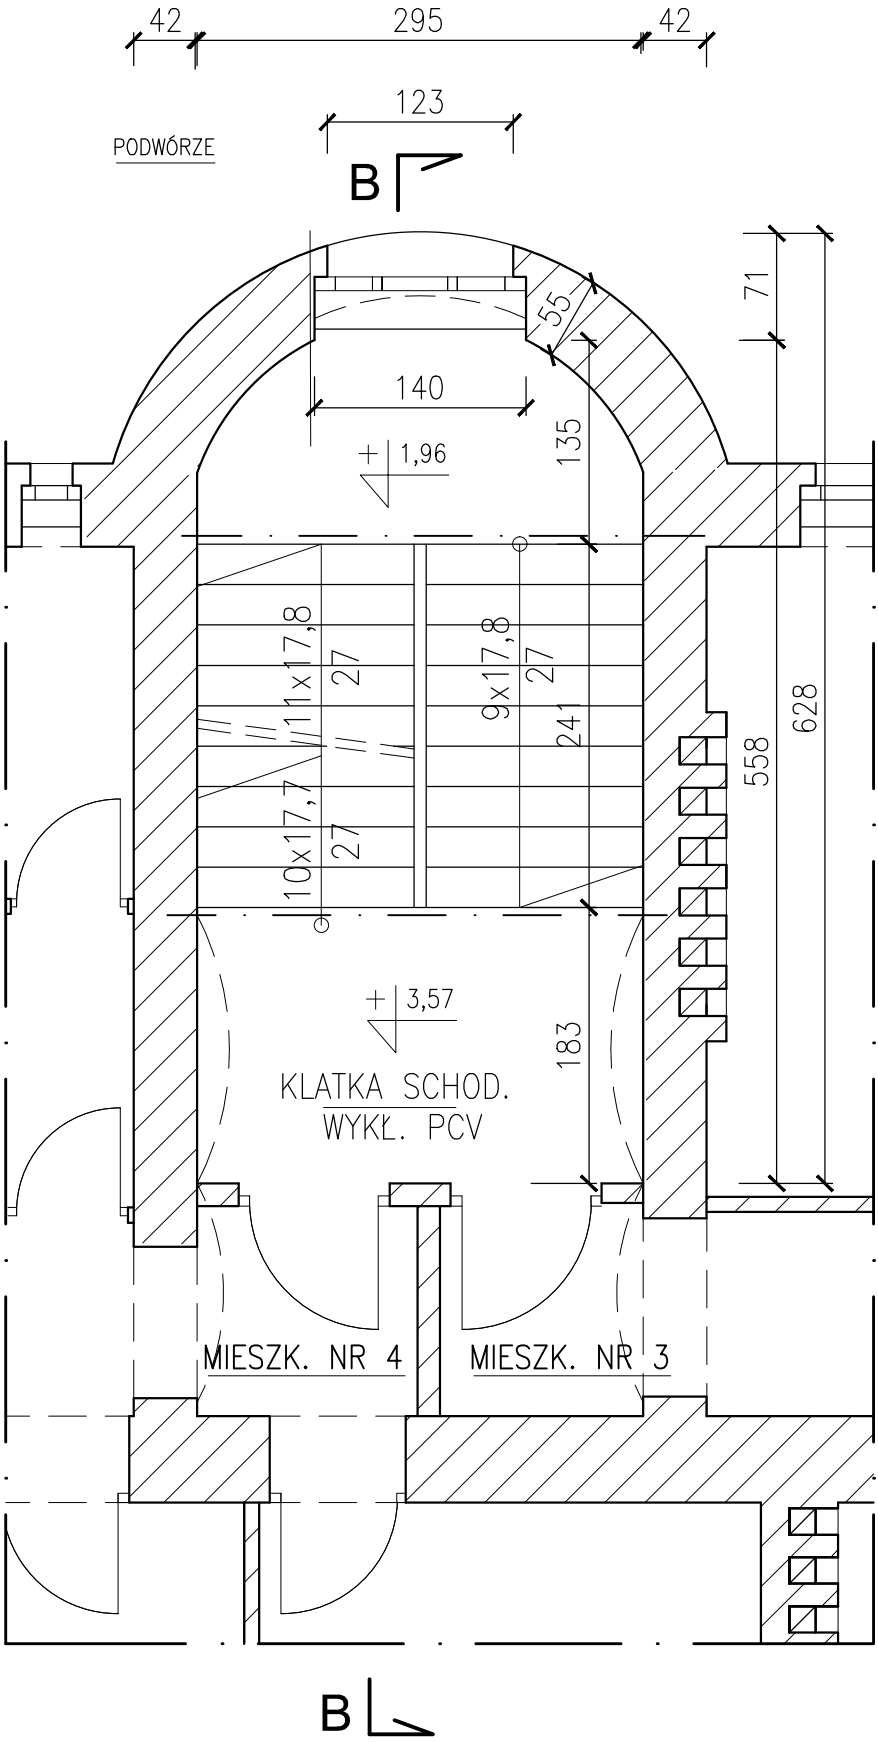 42
295
42
123
PODWÓRZE
B
71
55
140
135
+ 1,96
11x17,8
27
9x17,8
27
241
628
558
10x17,7
27
+ 3,57
183
KLATKA SCHOD.
WYKŁ. PCV
MIESZK. NR 4
MIESZK. NR 3
B